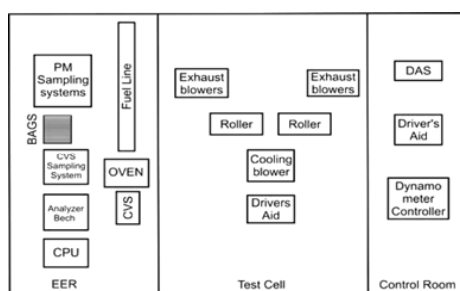 PM
Sampling
systems
BAGS
CVS
Sampling
System
Analyzer
Bech
CPU
Fuel Line
OVEN
CVS
EER
Exhaust
blowers
Exhaust
blowers
Roller
Roller
Cooling
blower
Drivers
Aid
Test Cell
DAS
Driver's
Aid
Dynamo
meter
Controller
Control Room